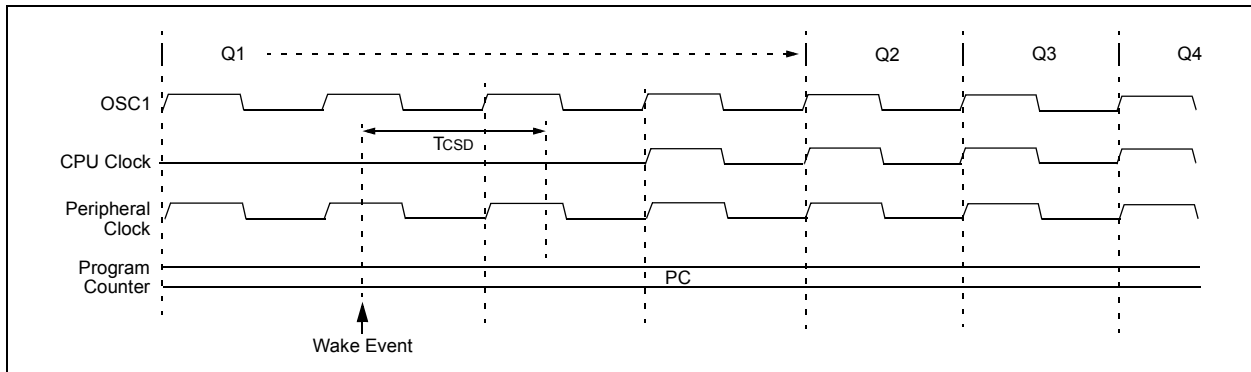 Q1 Q2 Q3 Q4
OSC1
TCSD
CPU Clock
Peripheral
Clock
Program
Counter
PC
Wake Event